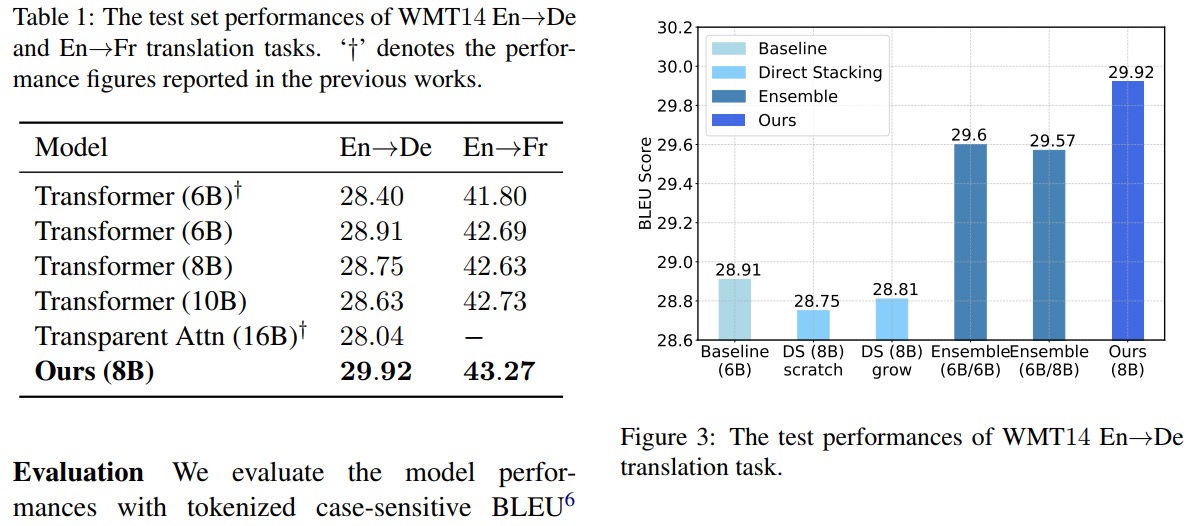 Table 1: The test set performances of WMT14 En→De
and En→Fr translation tasks. ‘†’ denotes the perfor-
mance figures reported in the previous works.
Model En→De En→Fr
Transformer (6B)† 28.40 41.80
Transformer (6B) 28.91 42.69
Transformer (8B) 28.75 42.63
Transformer (10B) 28.63 42.73
Transparent Attn (16B)† 28.04 –
Ours (8B) 29.92 43.27
Evaluation We evaluate the model perfor-
mances with tokenized case-sensitive BLEU6
BLEU Score
30.2
30.0
29.8
29.6
29.4
29.2
29.0
28.8
28.6
Baseline
Direct Stacking
Ensemble
Ours
28.91
28.75
28.81
29.6
29.57
29.92
Baseline (6B)
DS (8B) scratch
DS (8B) grow
Ensemble (6B/6B)
Ensemble (6B/8B)
Ours (8B)
Figure 3: The test performances of WMT14 En→De
translation task.